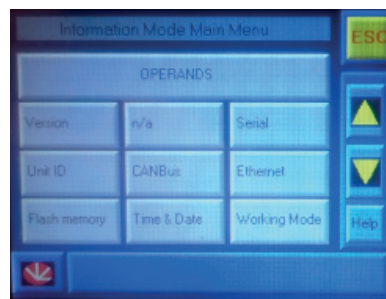 Information Mode Main Menu
ESC
OPERANDS
Version
n/a
Serial
Unit ID
CANBus
Ethernet
Flash memory
Time & Date
Working Mode
Help